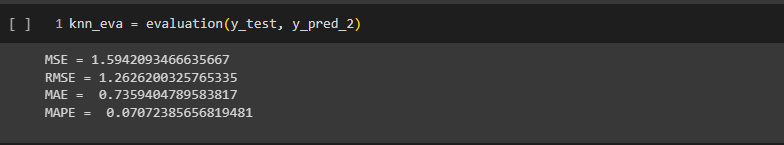 [ ] 1 knn_eva = evaluation(y_test, y_pred_2)
MSE = 1.5942093466635667
RMSE = 1.2626200325765335
MAE =  0.7359404789583817
MAPE =  0.07072385656819481